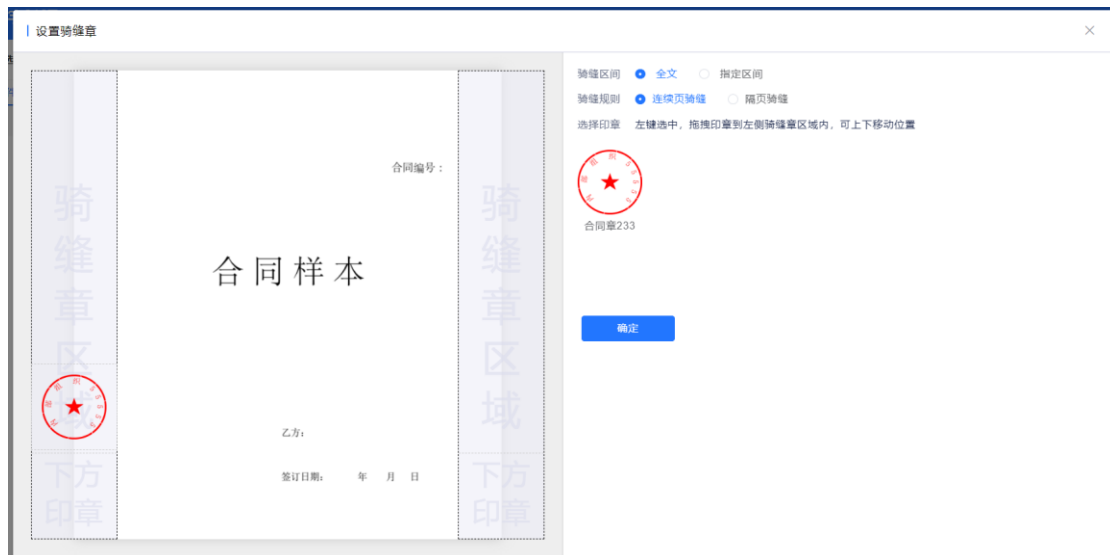 设置骑缝章
骑缝区间 全文 指定区间
骑缝规则 连续页骑缝 隔页骑缝
选择印章 左键选中，拖拽印章到左侧骑缝章区域内，可上下移动位置
合同章233
确定
合同编号：
合同样本
乙方：
签订日期： 年 月 日
骑缝章区域
下方
印章
骑缝章区域
下方
印章